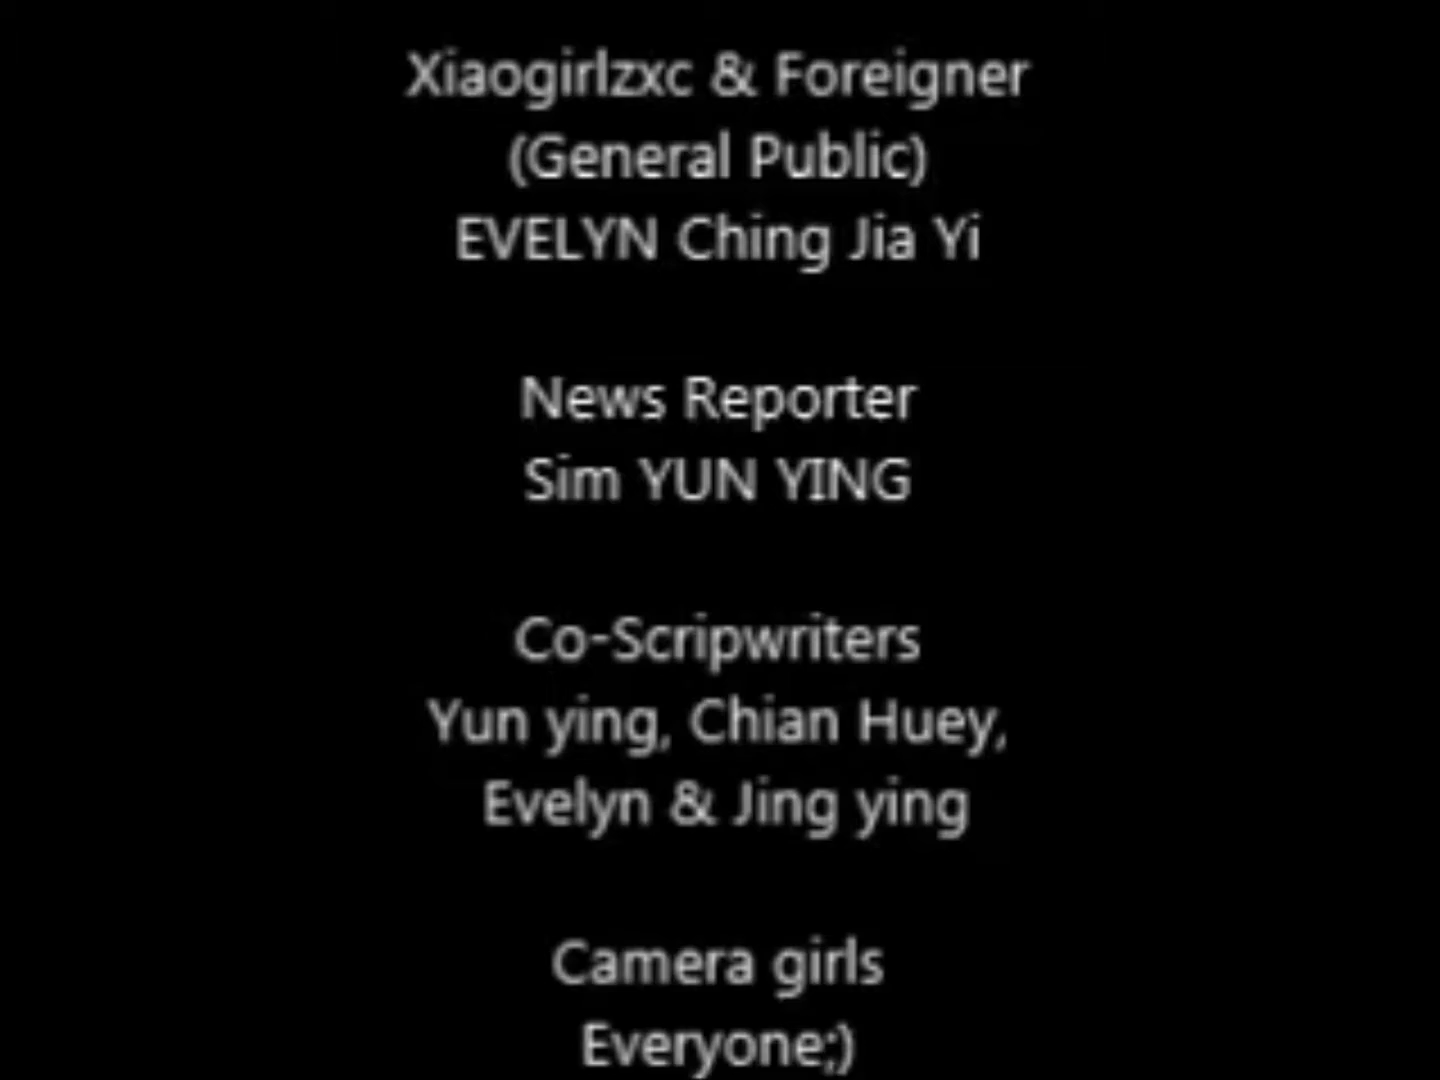 Xiaogirlzxc & Foreigner
(General Public)
EVELYN Ching Jia Yi
News Reporter
Sim YUN YING
Co-Scripwriters
Yun ying, Chian Huey,
Evelyn & Jing ying
Camera girls
Everyone;)